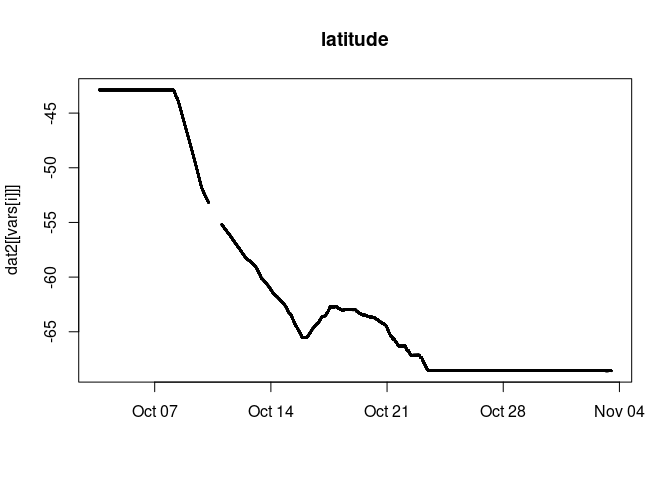 latitude
dat2[[vars[i]]]
-45
-50
-55
-60
-65
Oct 07
Oct 14
Oct 21
Oct 28
Nov 04